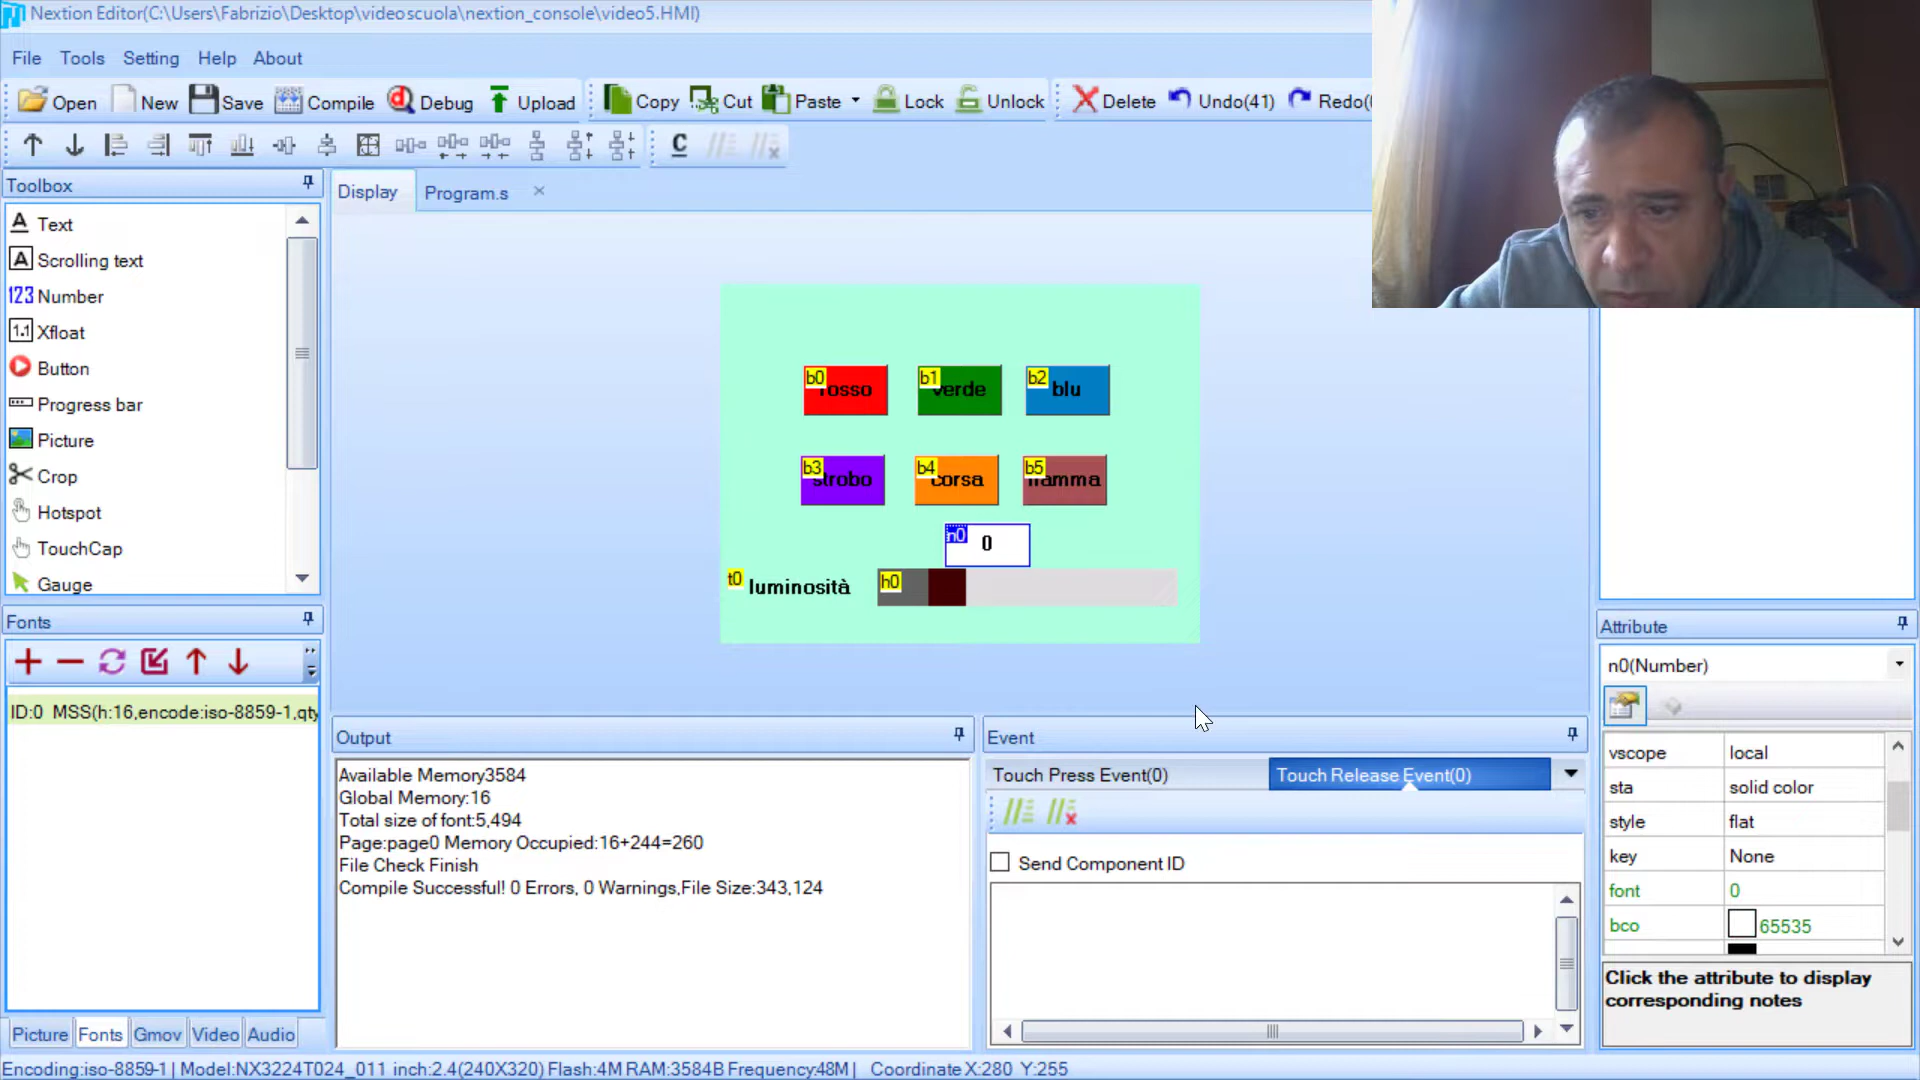 Nextion Editor(C:\Users\Fabrizio\Desktop\videoscuola\nextion_console\video5.HMI)
File Tools Setting Help About
Open New Save Compile Debug Upload Copy Cut Paste Lock Unlock Delete Undo(41) Redo(
Toolbox
Display Program.s
Text
Scrolling text
Number
Xfloat
Button
Progress bar
Picture
Crop
Hotspot
TouchCap
Gauge
b0 rosso b1 verde b2 blu
b3 strobo b4 corsa b5 fiamma
n0 0
t0 luminosità h0
Fonts
ID:0 MSS(h:16,encode:iso-8859-1,qty
Picture Fonts Gmov Video Audio
Output
Available Memory3584
Global Memory:16
Total size of font:5,494
Page:page0 Memory Occupied:16+244=260
File Check Finish
Compile Successful! 0 Errors, 0 Warnings,File Size:343,124
Event
Touch Press Event(0) Touch Release Event(0)
Send Component ID
Attribute
n0(Number)
vscope local
sta solid color
style flat
key None
font 0
bco 65535
Click the attribute to display
corresponding notes
Encoding:iso-8859-1 | Model:NX3224T024_011 inch:2.4(240X320) Flash:4M RAM:3584B Frequency:48M | Coordinate X:280 Y:255